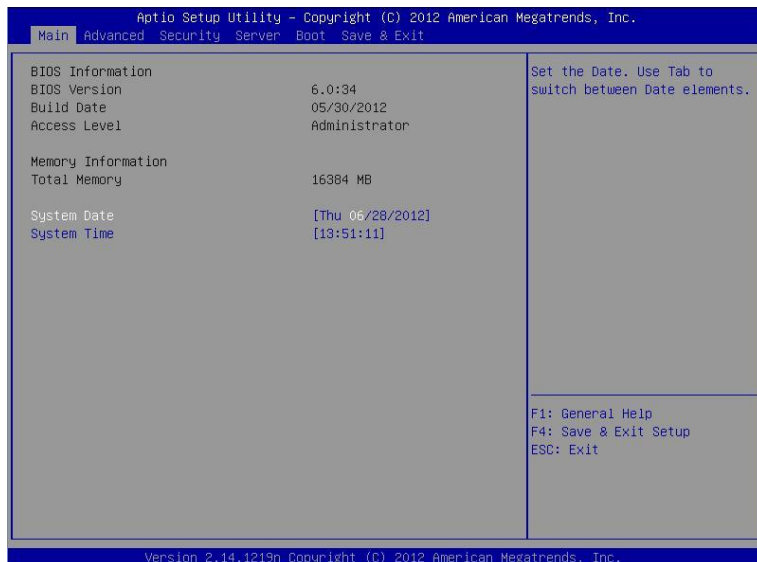 Aptio Setup Utility – Copyright (C) 2012 American Megatrends, Inc.
Main Advanced Security Server Boot Save & Exit
BIOS Information
BIOS Version 6.0:34
Build Date 05/30/2012
Access Level Administrator
Memory Information
Total Memory 16384 MB
System Date [Thu 06/28/2012]
System Time [13:51:11]
Set the Date. Use Tab to
switch between Date elements.
F1: General Help
F4: Save & Exit Setup
ESC: Exit
Version 2.14.1219n Copyright (C) 2012 American Megatrends, Inc.